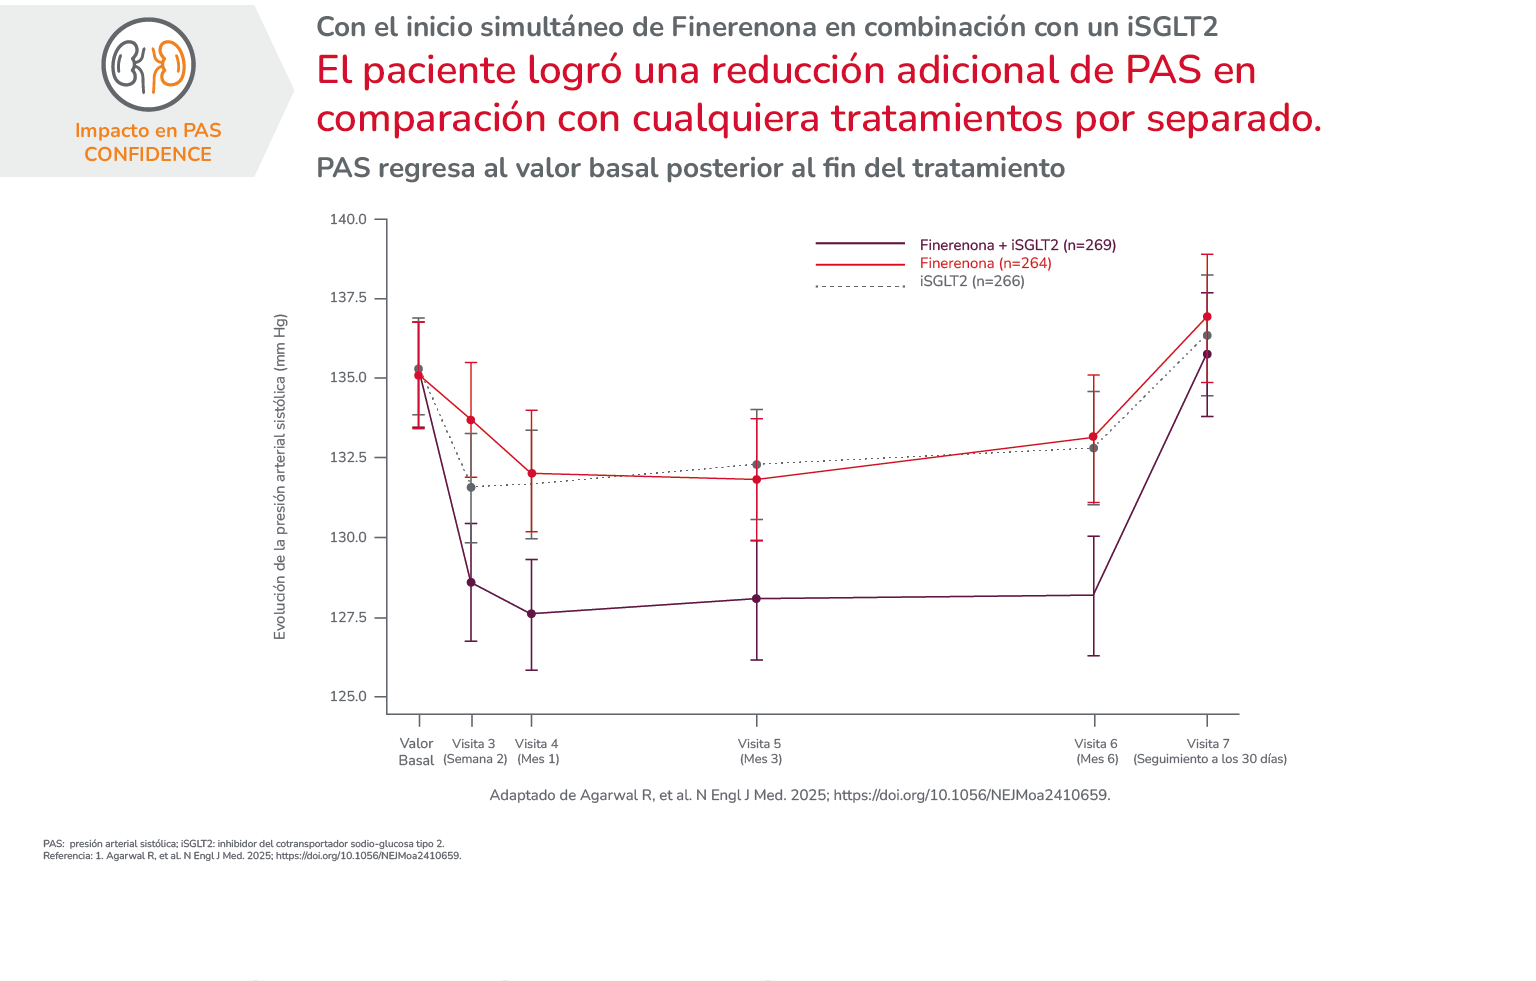 Impacto en PAS
CONFIDENCE
Con el inicio simultáneo de Finerenona en combinación con un iSGLT2
El paciente logró una reducción adicional de PAS en
comparación con cualquiera tratamientos por separado.
PAS regresa al valor basal posterior al fin del tratamiento
Evolución de la presión arterial sistólica (mm Hg)
140.0
137.5
135.0
132.5
130.0
127.5
125.0
Finerenona + iSGLT2 (n=269)
Finerenona (n=264)
iSGLT2 (n=266)
Valor
Basal
Visita 3
(Semana 2)
Visita 4
(Mes 1)
Visita 5
(Mes 3)
Visita 6
(Mes 6)
Visita 7
(Seguimiento a los 30 días)
Adaptado de Agarwal R, et al. N Engl J Med. 2025; https://doi.org/10.1056/NEJMoa2410659.
PAS: presión arterial sistólica; iSGLT2: inhibidor del cotransportador sodio-glucosa tipo 2.
Referencia: 1. Agarwal R, et al. N Engl J Med. 2025; https://doi.org/10.1056/NEJMoa2410659.